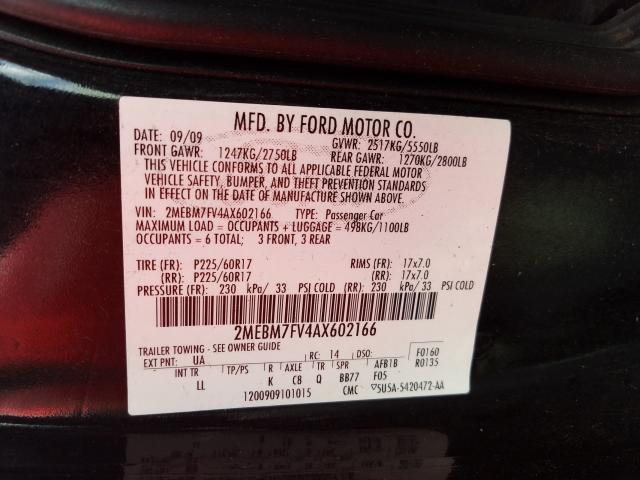 MFD. BY FORD MOTOR CO.
DATE: 09/09 GVWR: 2517KG/5550LB
FRONT GAWR: 1247KG/2750LB REAR GAWR: 1270KG/2800LB
THIS VEHICLE CONFORMS TO ALL APPLICABLE FEDERAL MOTOR
VEHICLE SAFETY, BUMPER, AND THEFT PREVENTION STANDARDS
IN EFFECT ON THE DATE OF MANUFACTURE SHOWN ABOVE.
VIN: 2MEBM7FV4AX602166 TYPE: Passenger Car
MAXIMUM LOAD = OCCUPANTS + LUGGAGE = 498KG/1100LB
OCCUPANTS = 6 TOTAL; 3 FRONT, 3 REAR
TIRE (FR): P225/60R17 RIMS (FR): 17x7.0
(RR): P225/60R17 (RR): 17x7.0
PRESSURE (FR): 230 kPa/ 33 PSI COLD (RR): 230 kPa/ 33 PSI COLD
2MEBM7FV4AX602166
TRAILER TOWING - SEE OWNER GUIDE
EXT PNT: UA RC: 14 DSO: F0160
INT TR TP/PS R AXLE TR SPR AFB1B R0135
LL K C8 Q BB77 F05
1200909101015 CMC ▽5U5A-5420472-AA